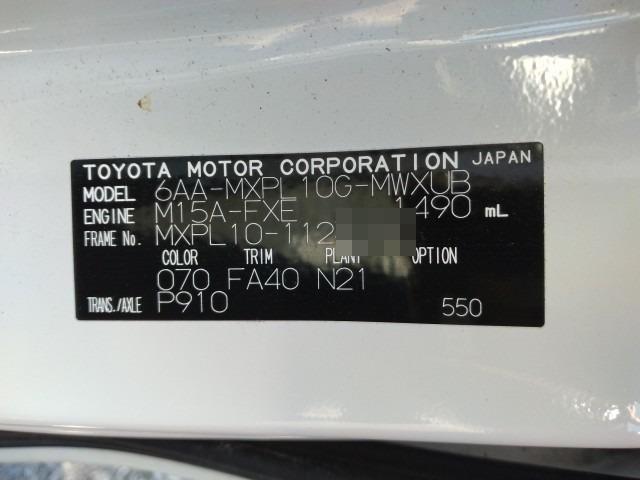 TOYOTA MOTOR CORPORATION JAPAN
MODEL 6AA-MXPL10G-MWXUB
ENGINE M15A-FXE 1490 mL
FRAME No. MXPL10-112
COLOR TRIM PLANT OPTION
070 FA40 N21
TRANS./AXLE P910 550